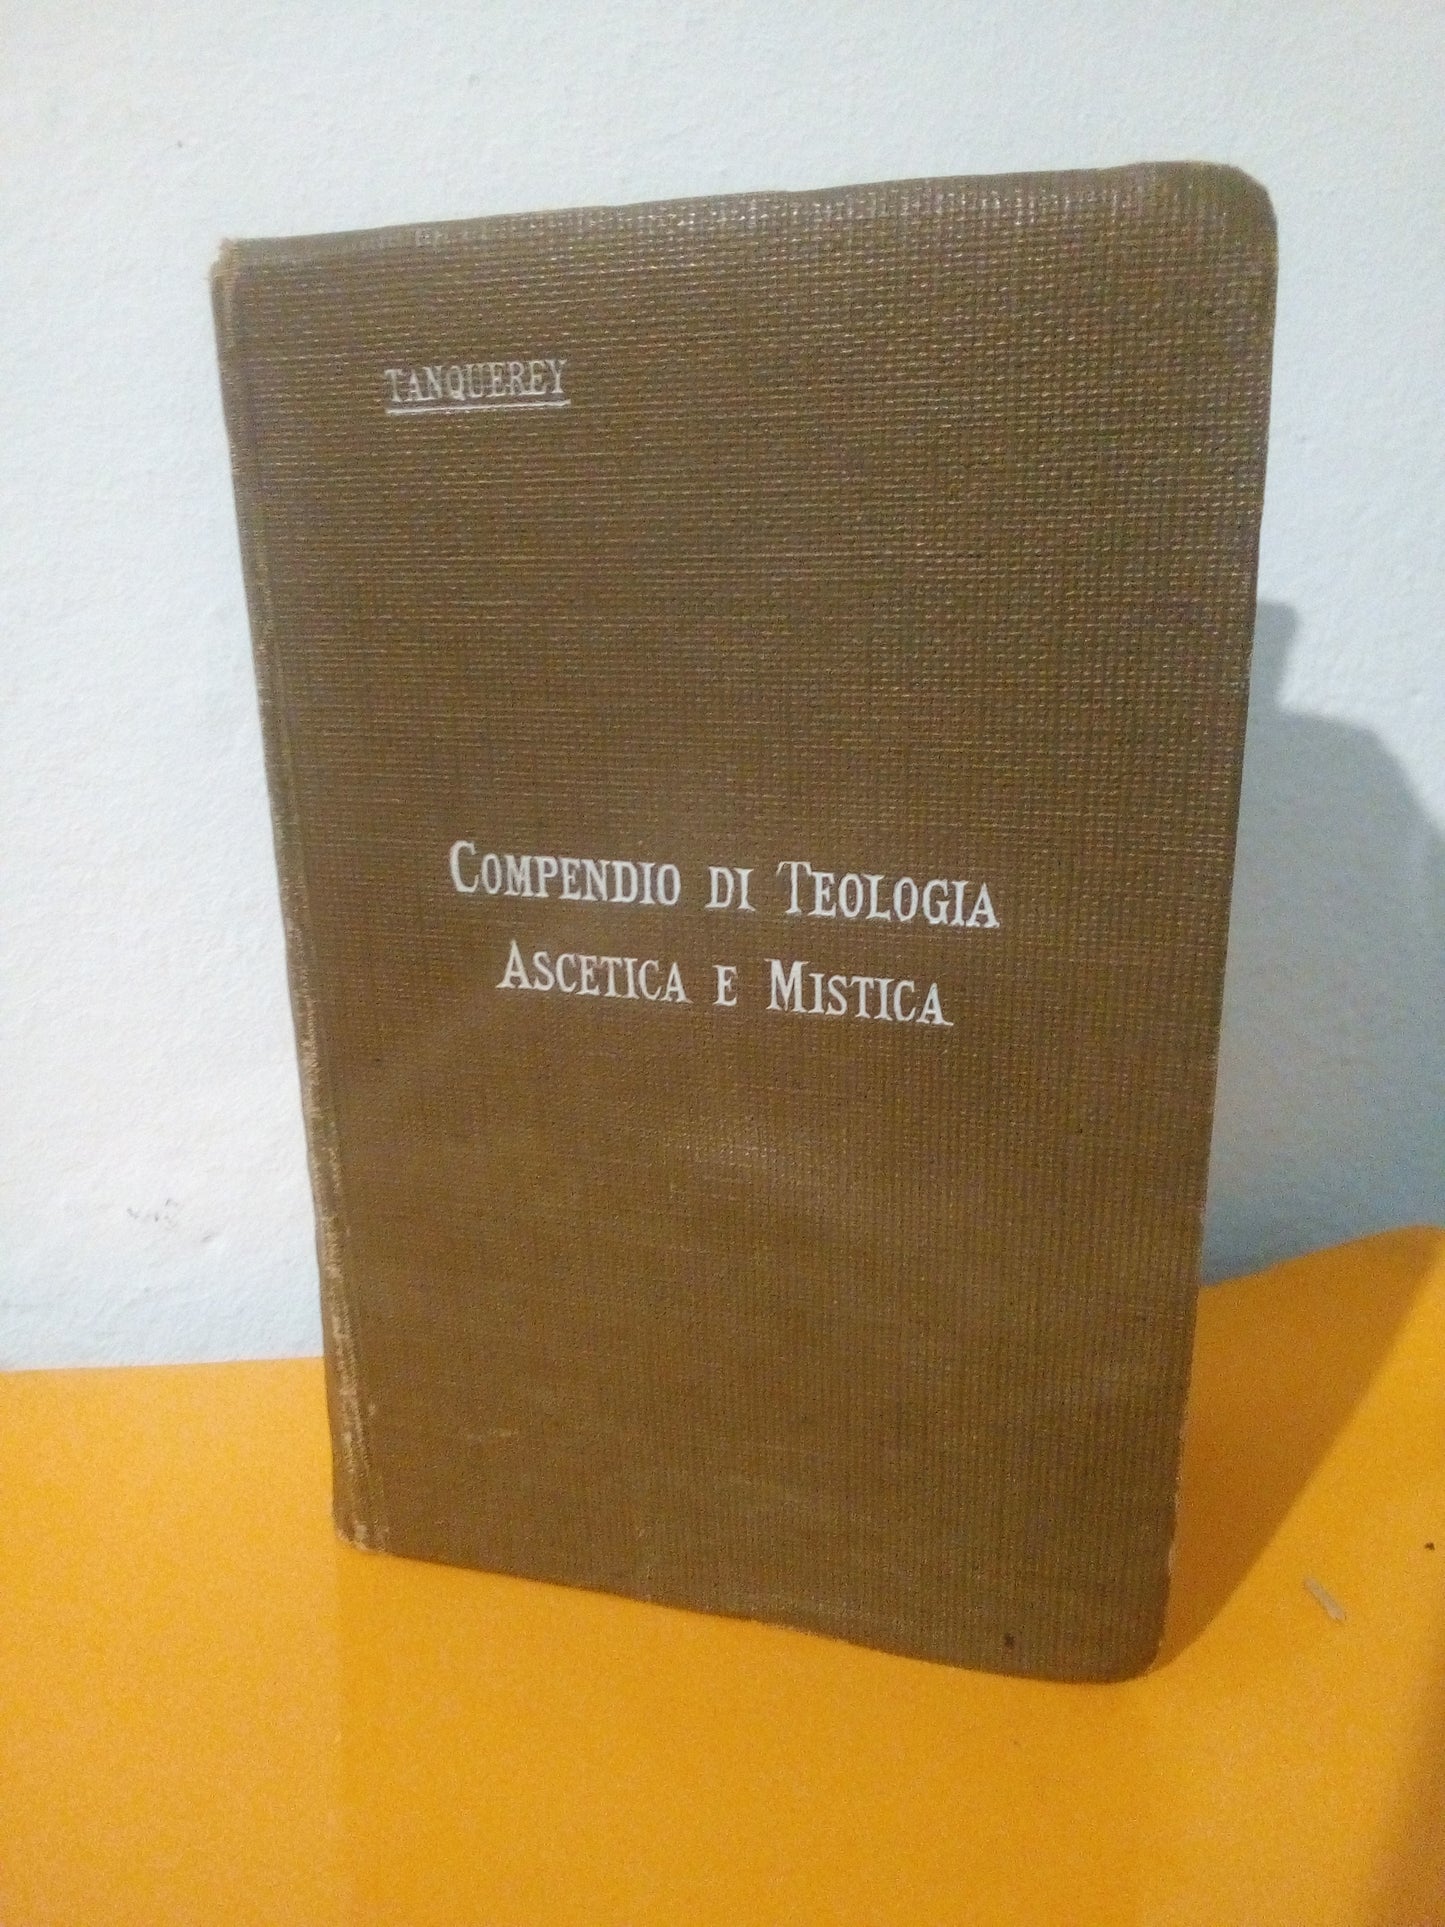 TANQUEREY
COMPENDIO DI TEOLOGIA
ASCETICA E MISTICA